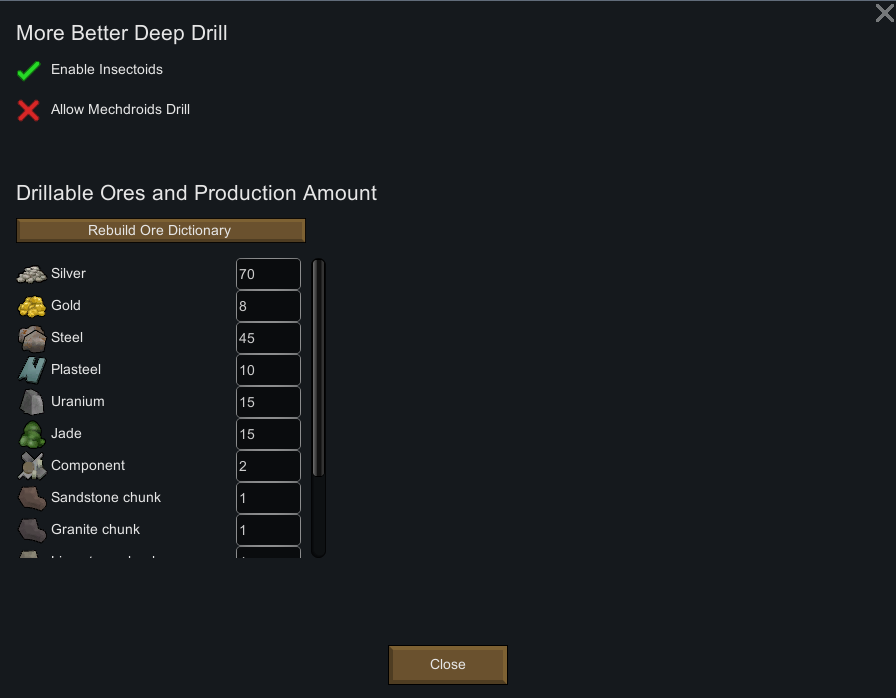 More Better Deep Drill
Enable Insectoids
Allow Mechdroids Drill
Drillable Ores and Production Amount
Rebuild Ore Dictionary
Silver 70
Gold 8
Steel 45
Plasteel 10
Uranium 15
Jade 15
Component 2
Sandstone chunk 1
Granite chunk 1
Close